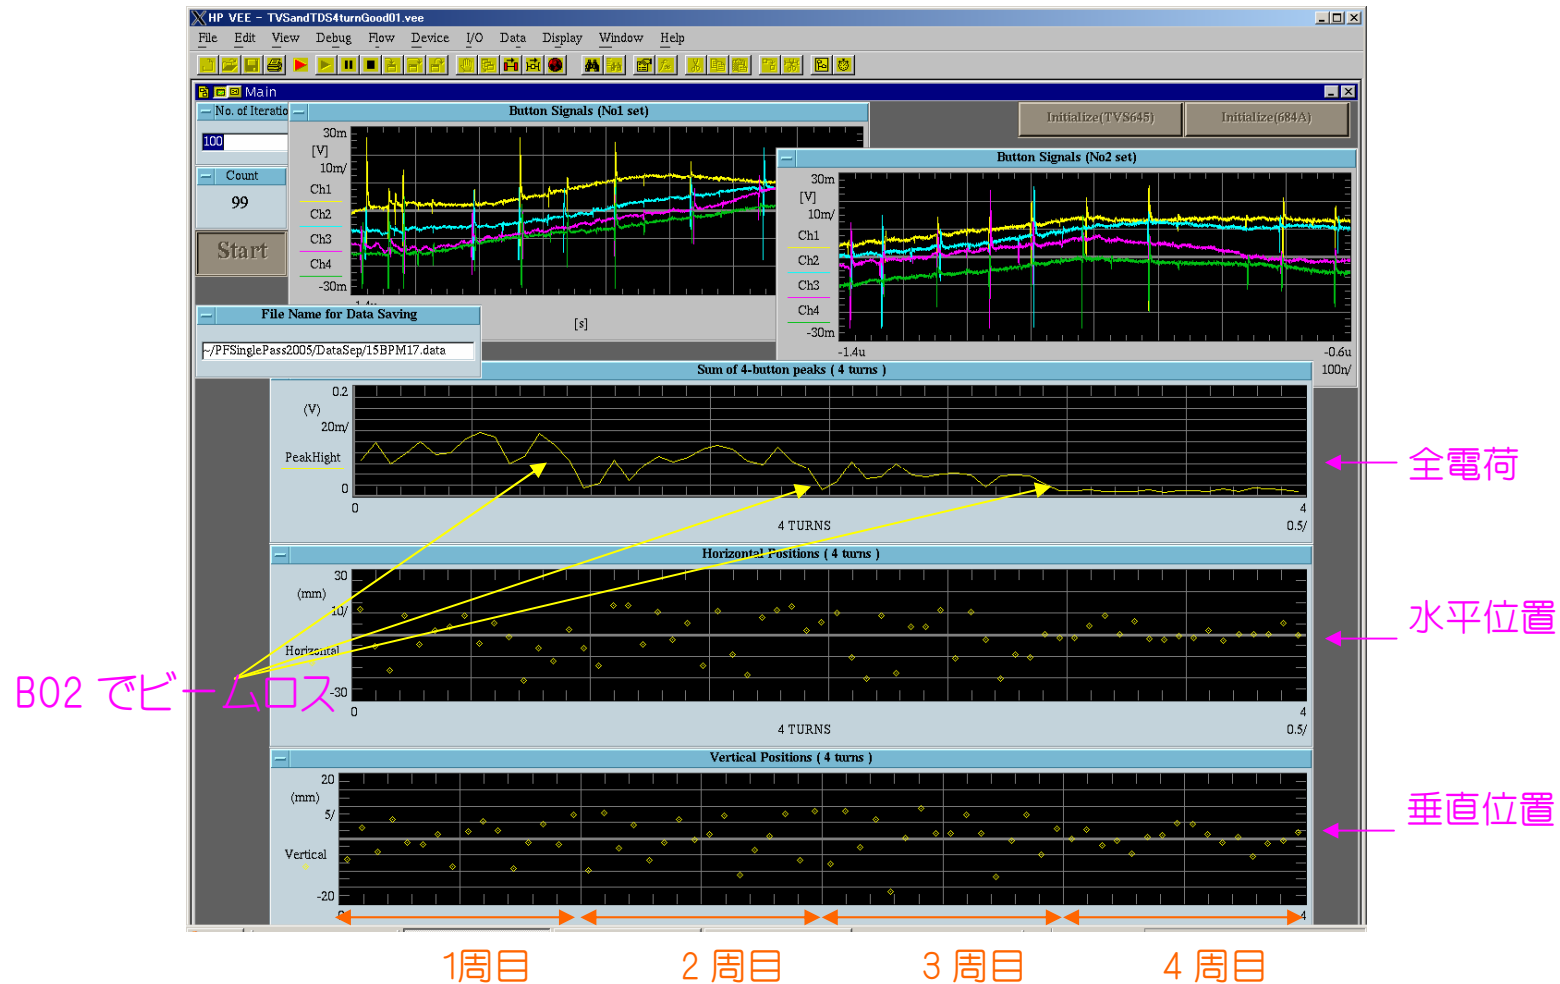 HP VEE - TVSandTDS4turnGood01.vee
File Edit View Debug Flow Device I/O Data Display Window Help
Main
No. of Iteratio
100
Count
99
Start
Button Signals (No1 set)
30m
[V]
10m/
Ch1
Ch2
Ch3
Ch4
-30m
[s]
Initialize(TVS645) Initialize(684A)
Button Signals (No2 set)
30m
[V]
10m/
Ch1
Ch2
Ch3
Ch4
-30m
-1.4u -0.6u
100n/
File Name for Data Saving
~/PFSinglePass2005/DataSep/15BPM17.data
Sum of 4-button peaks ( 4 turns )
0.2
(V)
20m/
PeakHight
0
0 4
4 TURNS 0.5/
全電荷
Horizontal Positions ( 4 turns )
30
(mm)
10/
Horizontal
-30
0 4
4 TURNS 0.5/
水平位置
B02 でビームロス
Vertical Positions ( 4 turns )
20
(mm)
5/
Vertical
-20
4
垂直位置
1周目 2周目 3周目 4周目